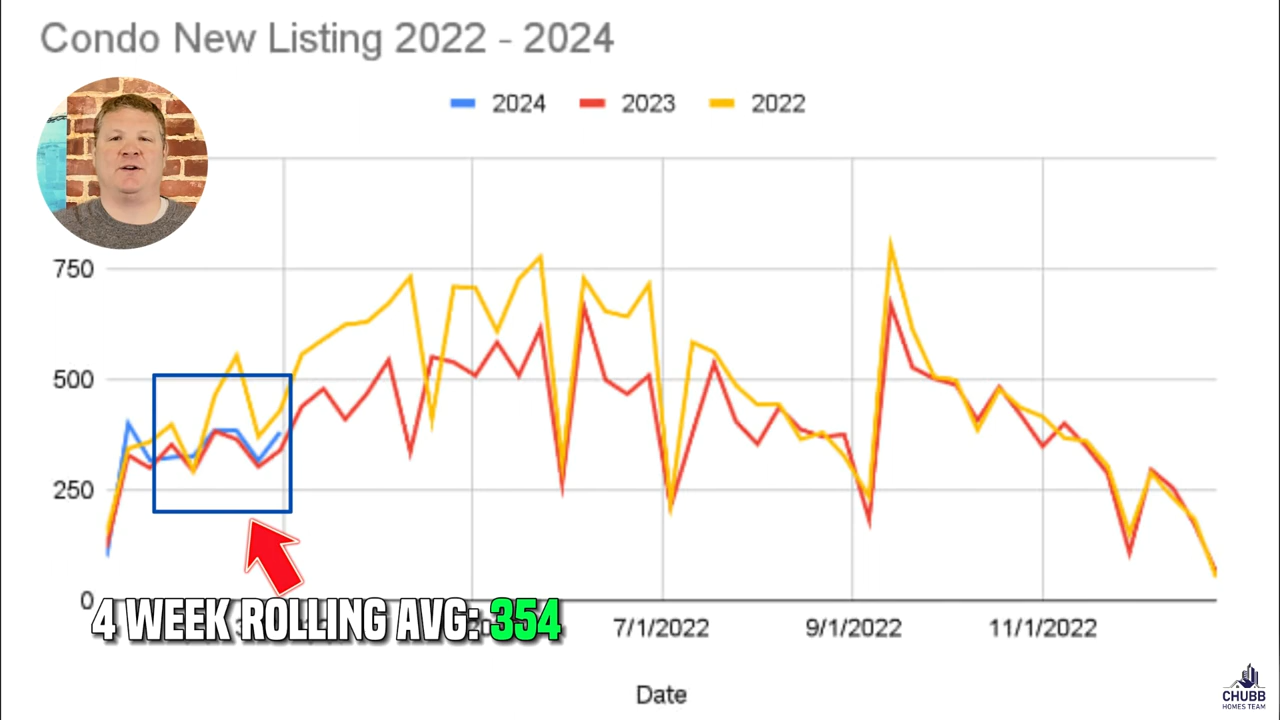 Condo New Listing 2022 - 2024
2024
2023
2022
750
500
250
0
4 WEEK ROLLING AVG: 354
7/1/2022
9/1/2022
11/1/2022
Date
CHUBB
HOMES TEAM